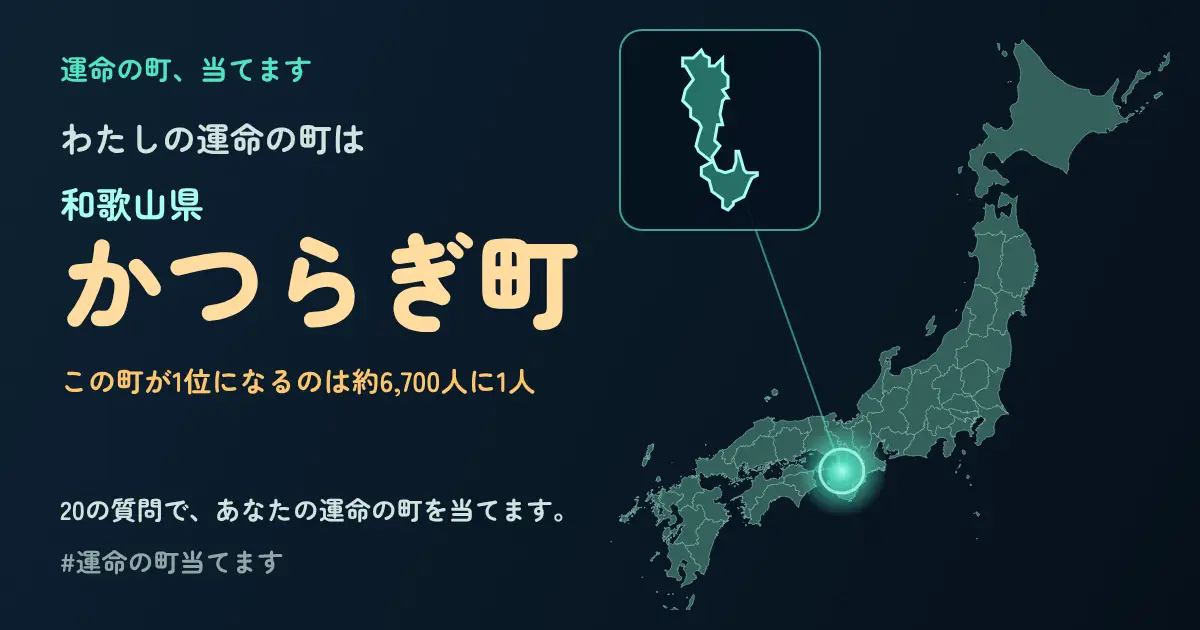 運命の町、当てます
わたしの運命の町は
和歌山県
かつらぎ町
この町が1位になるのは約6,700人に1人
20の質問で、あなたの運命の町を当てます。
#運命の町当てます